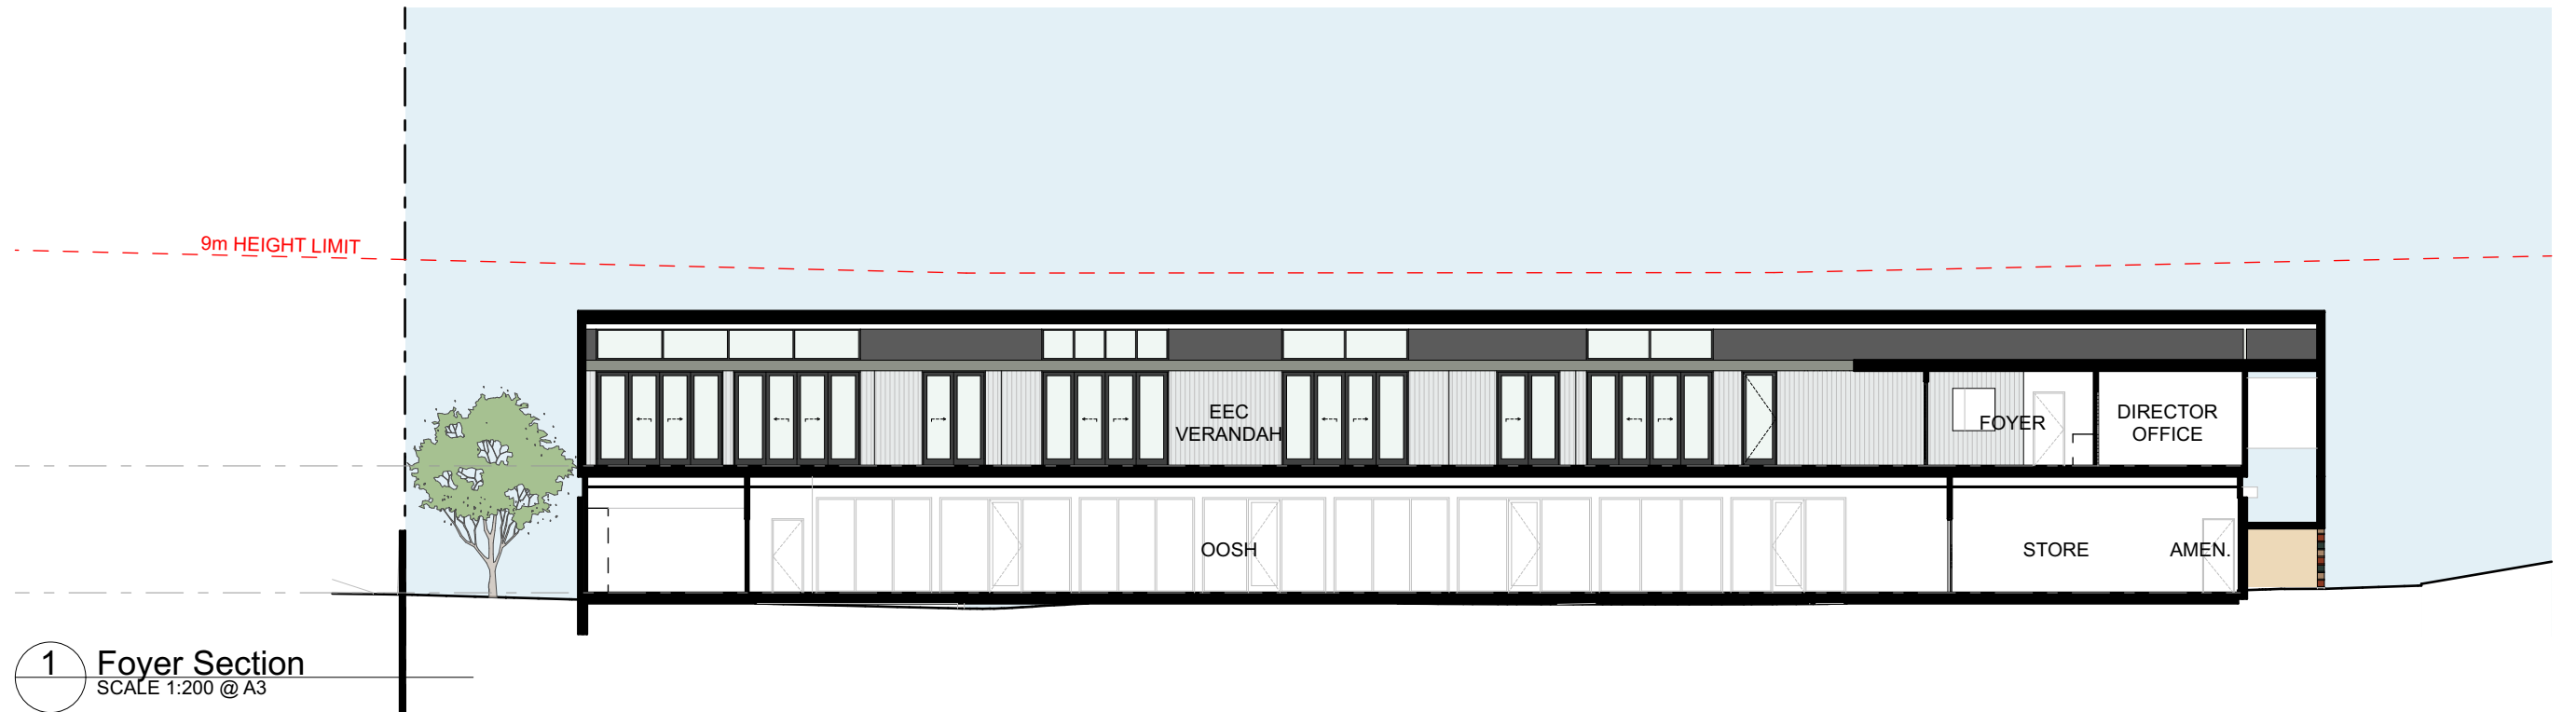 9m HEIGHT LIMIT
EEC
VERANDAH
FOYER
DIRECTOR
OFFICE
OOSH
STORE
AMEN.
1
Foyer Section
SCALE 1:200 @ A3